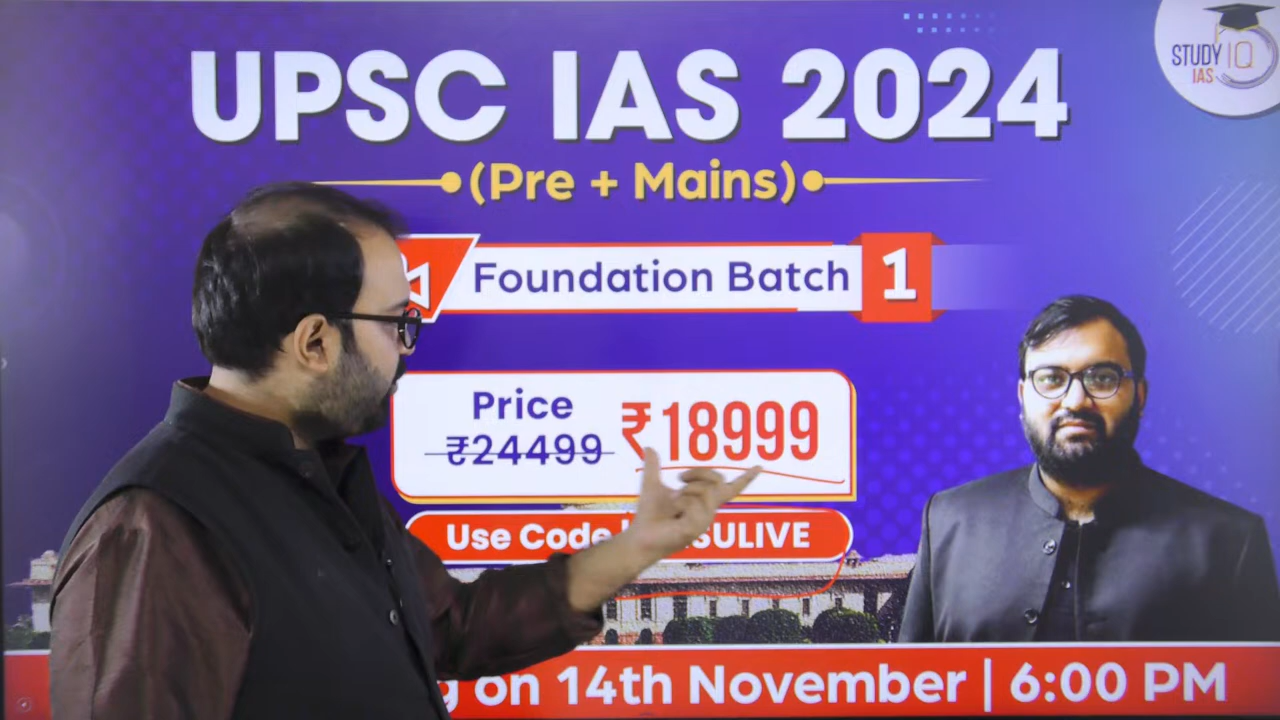 UPSC IAS 2024
STUDY IQ
IAS
(Pre + Mains)
Foundation Batch 1
Price
₹24499
₹18999
Use Code SULIVE
on 14th November | 6:00 PM